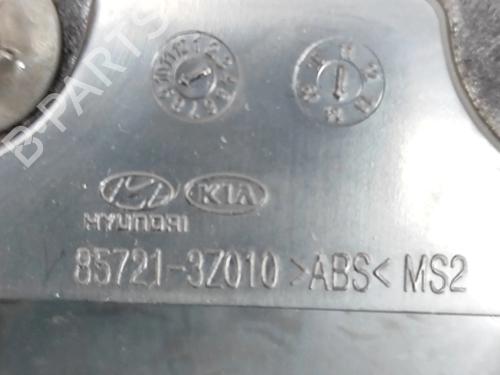 B-PARTS
KIA
HYUNDAI
85721-3Z010 >ABS< MS2